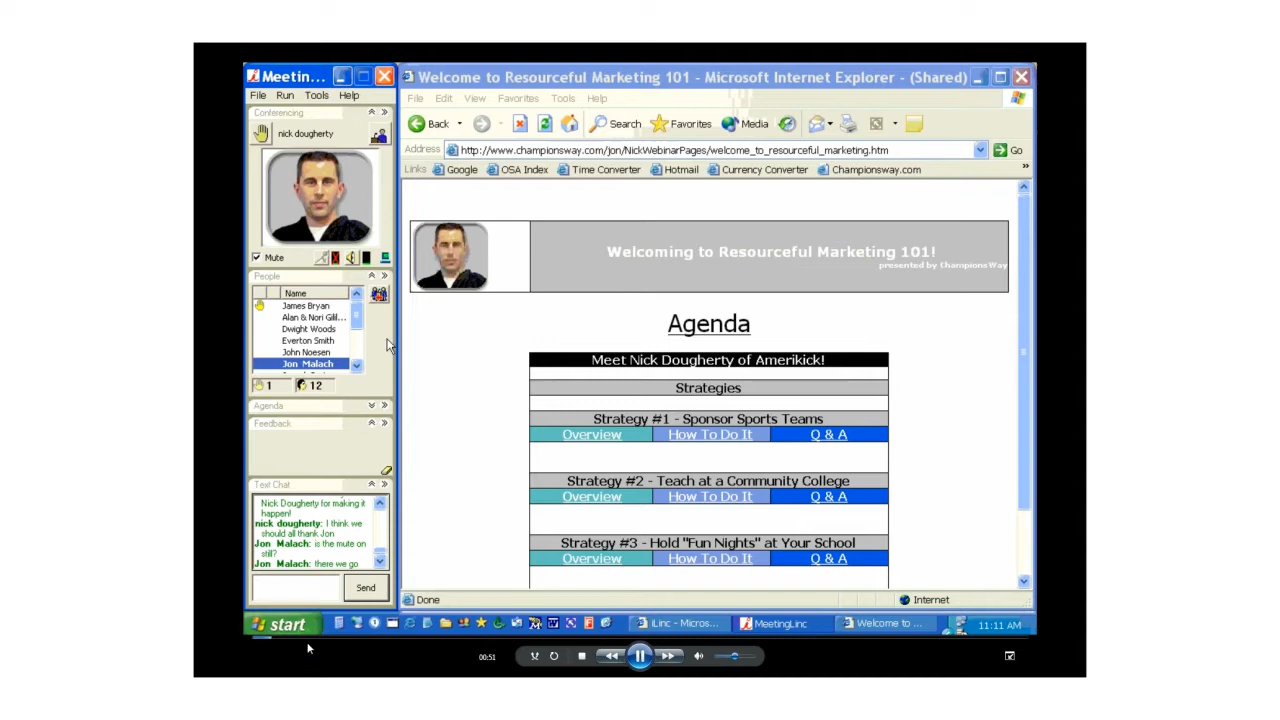 Meetin...
File Run Tools Help
Conferencing
nick dougherty
Mute
People
Name
James Bryan
Alan & Nori Gill...
Dwight Woods
Everton Smith
John Noesen
Jon Malach
1 12
Agenda
Feedback
Text Chat
Nick Dougherty for making it
happen!
nick dougherty: I think we
should all thank Jon
Jon Malach: is the mute on
still?
Jon Malach: there we go
Send
Welcome to Resourceful Marketing 101 - Microsoft Internet Explorer - (Shared)
File Edit View Favorites Tools Help
Back Search Favorites Media
Address http://www.championsway.com/jon/NickWebinarPages/welcome_to_resourceful_marketing.htm Go
Links Google OSA Index Time Converter Hotmail Currency Converter Championsway.com
Welcoming to Resourceful Marketing 101!
presented by ChampionsWay
Agenda
Meet Nick Dougherty of Amerikick!
Strategies
Strategy #1 - Sponsor Sports Teams
Overview How To Do It Q & A
Strategy #2 - Teach at a Community College
Overview How To Do It Q & A
Strategy #3 - Hold "Fun Nights" at Your School
Overview How To Do It Q & A
Done Internet
start iLinc - Micros... MeetingLinc Welcome to ... 11:11 AM
00:51